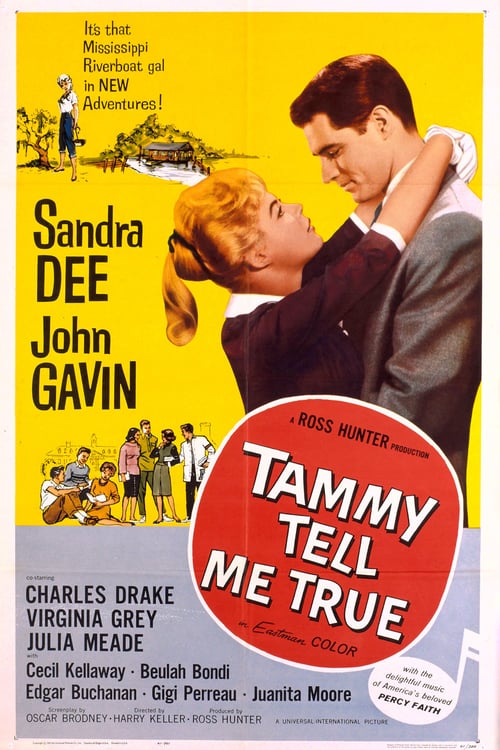 It's that
Mississippi
Riverboat gal
in NEW
Adventures!
Sandra
DEE
John
GAVIN
A ROSS HUNTER PRODUCTION
TAMMY
TELL
ME TRUE
in Eastman COLOR
co-starring
CHARLES DRAKE
VIRGINIA GREY
JULIA MEADE
with
Cecil Kellaway · Beulah Bondi
Edgar Buchanan · Gigi Perreau · Juanita Moore
with the
delightful music
of America's beloved
PERCY FAITH
Screenplay by
OSCAR BRODNEY ·
Directed by
HARRY KELLER ·
Produced by
ROSS HUNTER
A UNIVERSAL-INTERNATIONAL PICTURE